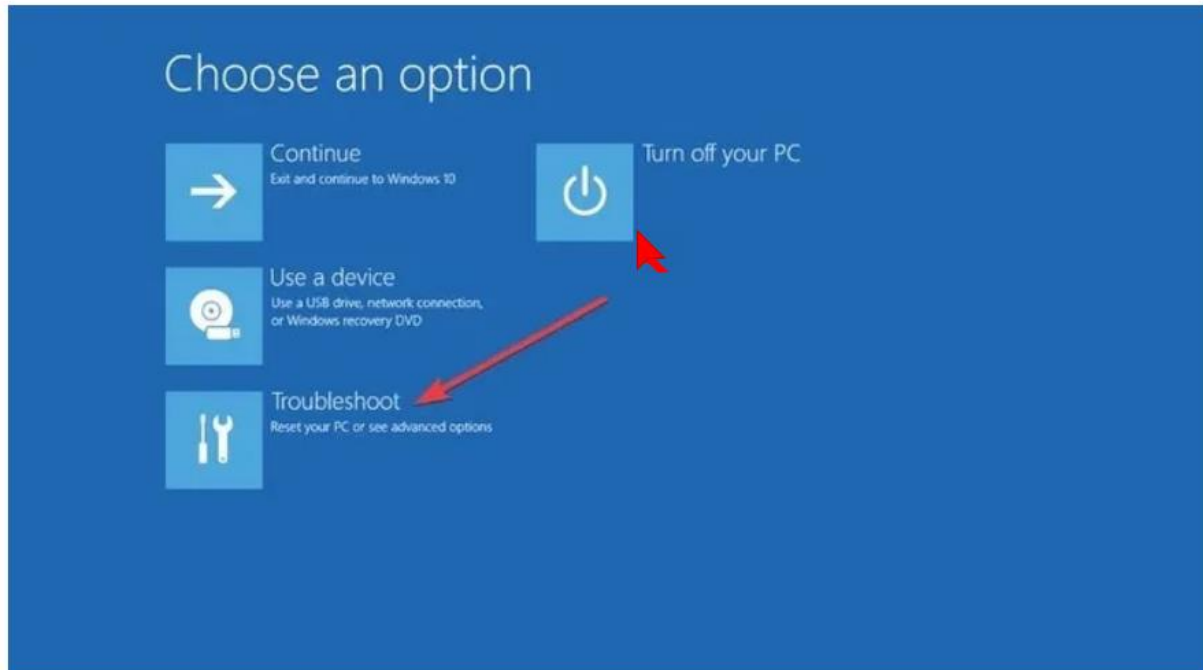 Choose an option
Continue
Exit and continue to Windows 10
Turn off your PC
Use a device
Use a USB drive, network connection,
or Windows recovery DVD
Troubleshoot
Reset your PC or see advanced options